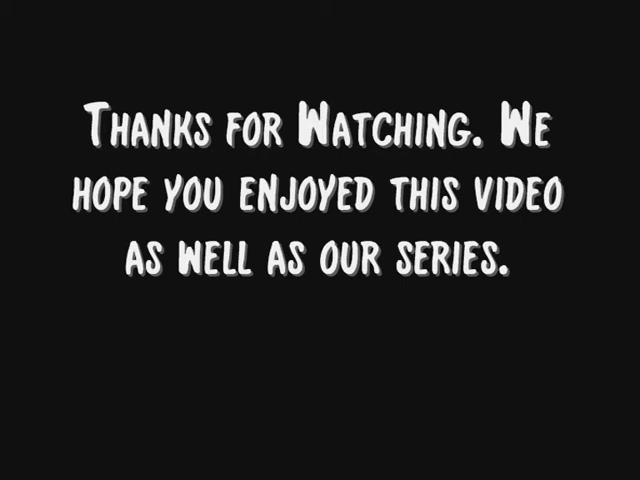 Thanks for Watching. We
hope you enjoyed this video
as well as our series.